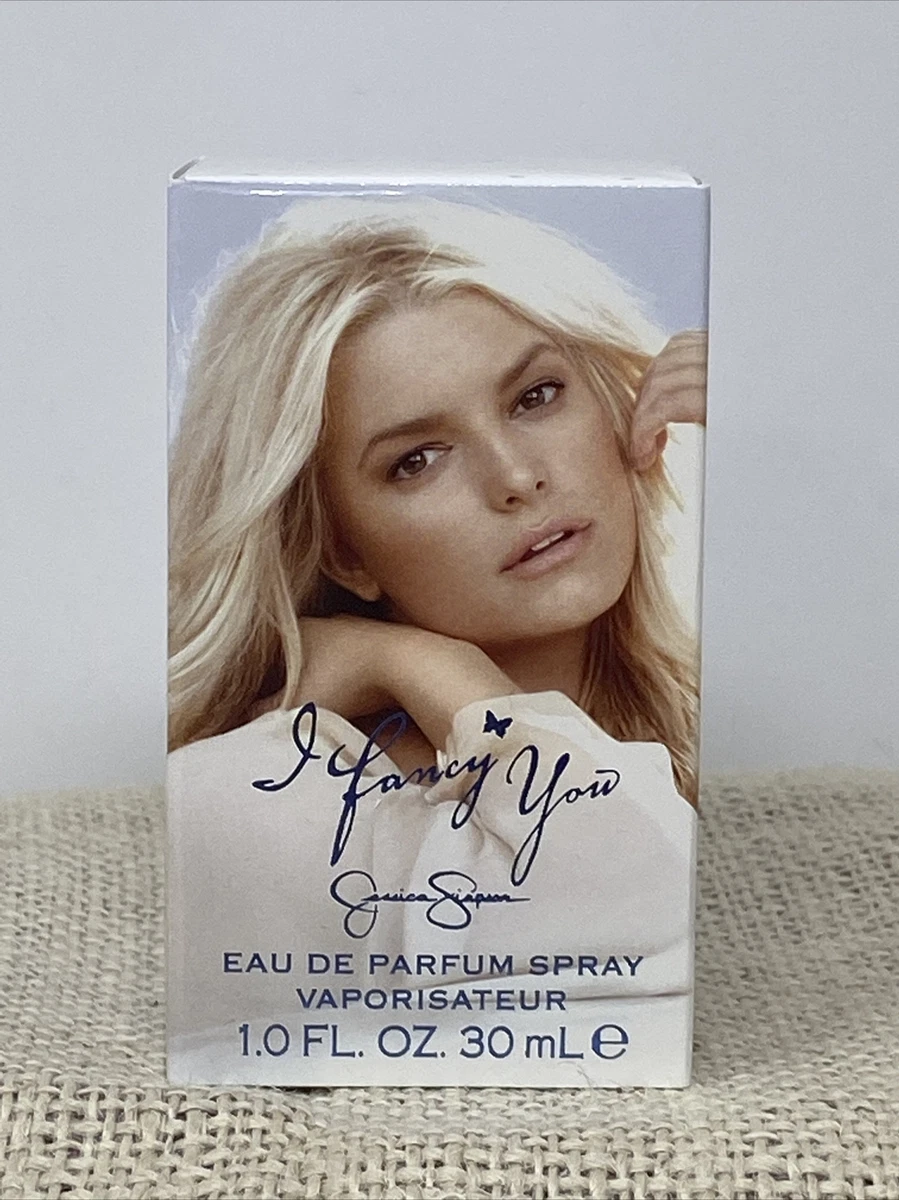 I fancy You
Jessica Simpson
EAU DE PARFUM SPRAY
VAPORISATEUR
1.0 FL. OZ. 30 mL e